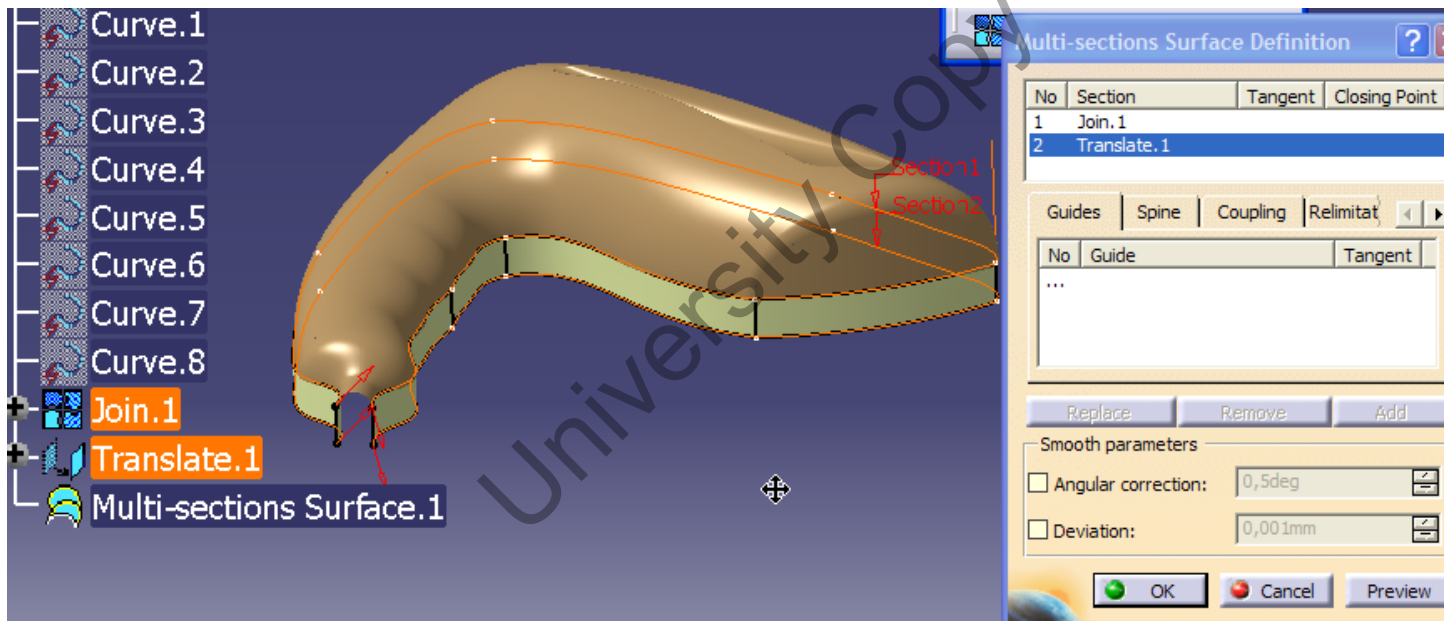 Curve.1
Curve.2
Curve.3
Curve.4
Curve.5
Curve.6
Curve.7
Curve.8
Join.1
Translate.1
Multi-sections Surface.1
Section1
Section2
University Copy
Multi-sections Surface Definition
?
No Section Tangent Closing Point
1 Join.1
2 Translate.1
Guides Spine Coupling Relimitat
No Guide Tangent
...
Replace Remove Add
Smooth parameters
Angular correction: 0,5deg
Deviation: 0,001mm
OK Cancel Preview